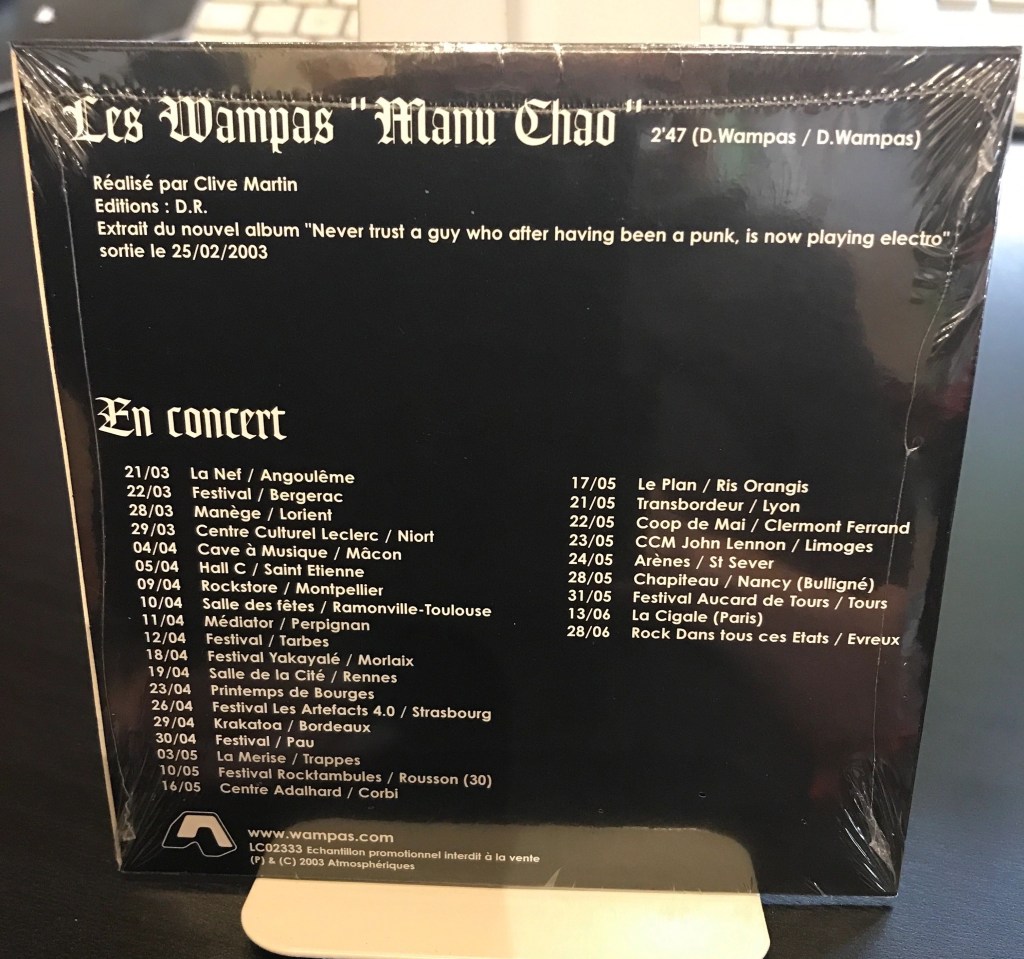 Les Wampas "Manu Chao" 2'47 (D.Wampas / D.Wampas)
Réalisé par Clive Martin
Editions : D.R.
Extrait du nouvel album "Never trust a guy who after having been a punk, is now playing electro"
sortie le 25/02/2003
En concert
21/03 La Nef / Angoulême
22/03 Festival / Bergerac
28/03 Manège / Lorient
29/03 Centre Culturel Leclerc / Niort
04/04 Cave à Musique / Mâcon
05/04 Hall C / Saint Etienne
09/04 Rockstore / Montpellier
10/04 Salle des fêtes / Ramonville-Toulouse
11/04 Médiator / Perpignan
12/04 Festival / Tarbes
18/04 Festival Yakayalé / Morlaix
19/04 Salle de la Cité / Rennes
23/04 Printemps de Bourges
26/04 Festival Les Artefacts 4.0 / Strasbourg
29/04 Krakatoa / Bordeaux
30/04 Festival / Pau
03/05 La Merise / Trappes
10/05 Festival Rocktambules / Rousson (30)
16/05 Centre Adalhard / Corbi
17/05 Le Plan / Ris Orangis
21/05 Transbordeur / Lyon
22/05 Coop de Mai / Clermont Ferrand
23/05 CCM John Lennon / Limoges
24/05 Arènes / St Sever
28/05 Chapiteau / Nancy (Bulligné)
31/05 Festival Aucard de Tours / Tours
13/06 La Cigale (Paris)
28/06 Rock Dans tous ces Etats / Evreux
www.wampas.com
LC02333 Echantillon promotionnel interdit à la vente
(P) & (C) 2003 Atmosphériques